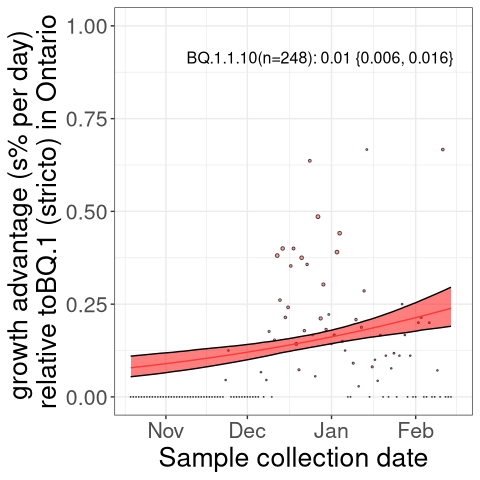 growth advantage (s% per day)
relative toBQ.1 (stricto) in Ontario
1.00
0.75
0.50
0.25
0.00
BQ.1.1.10(n=248): 0.01 {0.006, 0.016}
Nov Dec Jan Feb
Sample collection date